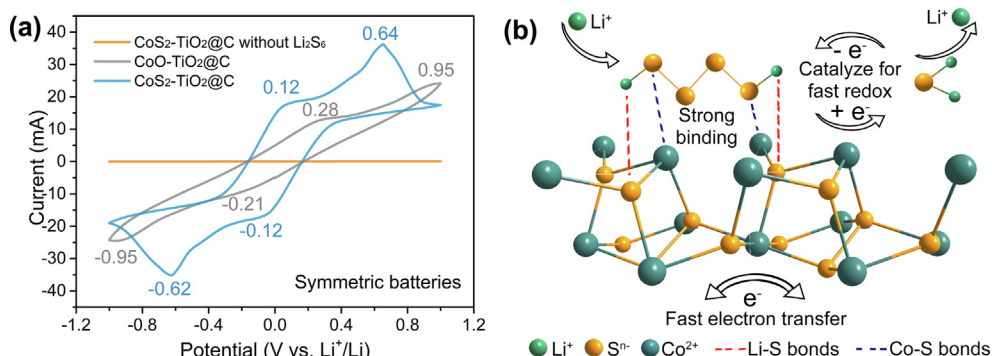 (a)
40
30
20
10
0
-10
-20
-30
-40
Current (mA)
CoS₂-TiO₂@C without Li₂S₆
CoO-TiO₂@C
CoS₂-TiO₂@C
0.64
0.95
0.12
0.28
-0.21
-0.12
-0.95
-0.62
Symmetric batteries
-1.2
-0.8
-0.4
0.0
0.4
0.8
1.2
Potential (V vs. Li⁺/Li)
(b)
Li⁺
Li⁺
- e⁻
Catalyze for
fast redox
+ e⁻
Strong
binding
e⁻
Fast electron transfer
Li⁺
Sⁿ⁻
Co²⁺
Li-S bonds
Co-S bonds